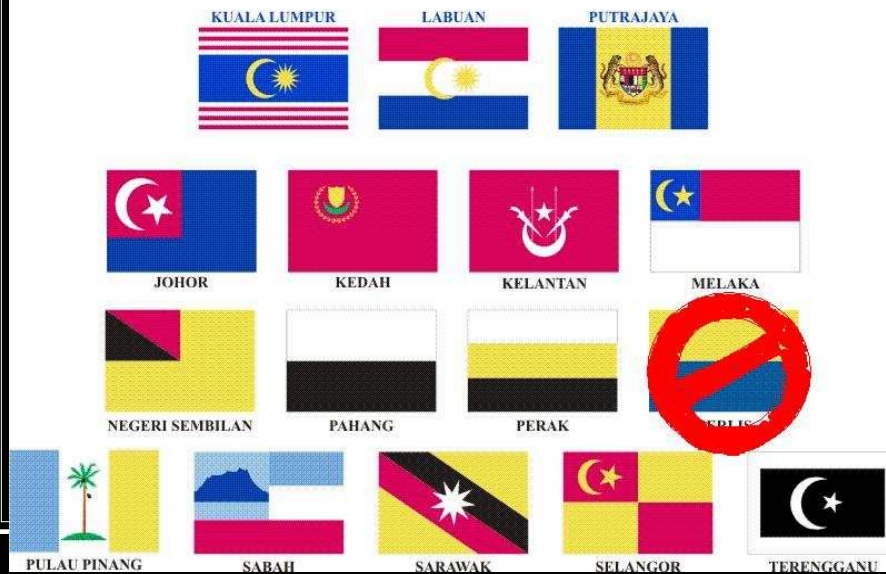 KUALA LUMPUR LABUAN PUTRAJAYA
JOHOR KEDAH KELANTAN MELAKA
NEGERI SEMBILAN PAHANG PERAK
PULAU PINANG SABAH SARAWAK SELANGOR TERENGGANU